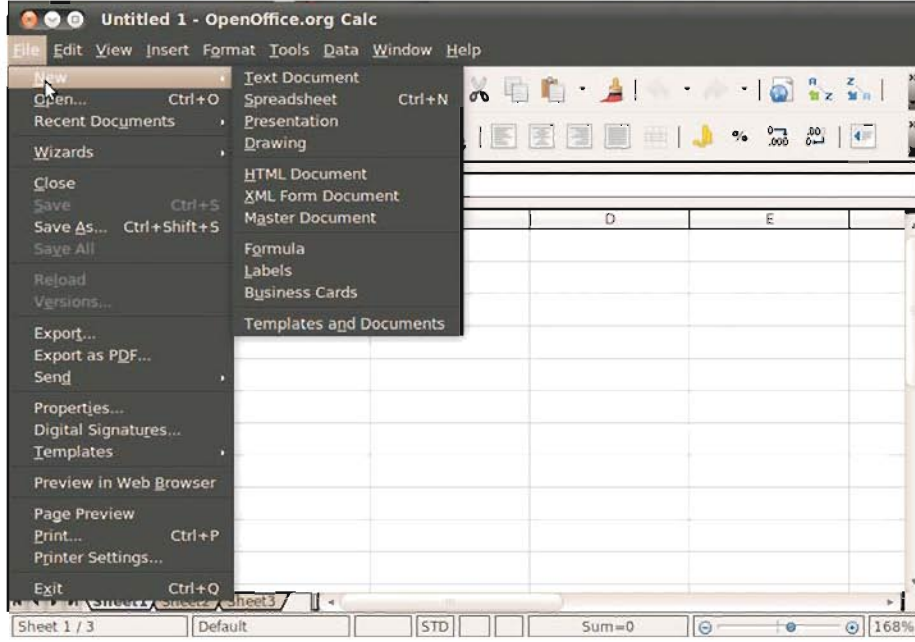 Untitled 1 - OpenOffice.org Calc
File Edit View Insert Format Tools Data Window Help
New
Open... Ctrl+O
Recent Documents
Wizards
Close
Save Ctrl+S
Save As... Ctrl+Shift+S
Save All
Reload
Versions...
Export...
Export as PDF...
Send
Properties...
Digital Signatures...
Templates
Preview in Web Browser
Page Preview
Print... Ctrl+P
Printer Settings...
Exit Ctrl+Q
Text Document
Spreadsheet Ctrl+N
Presentation
Drawing
HTML Document
XML Form Document
Master Document
Formula
Labels
Business Cards
Templates and Documents
D E
Sheet1 Sheet2 Sheet3
Sheet 1 / 3 Default STD Sum=0 168%